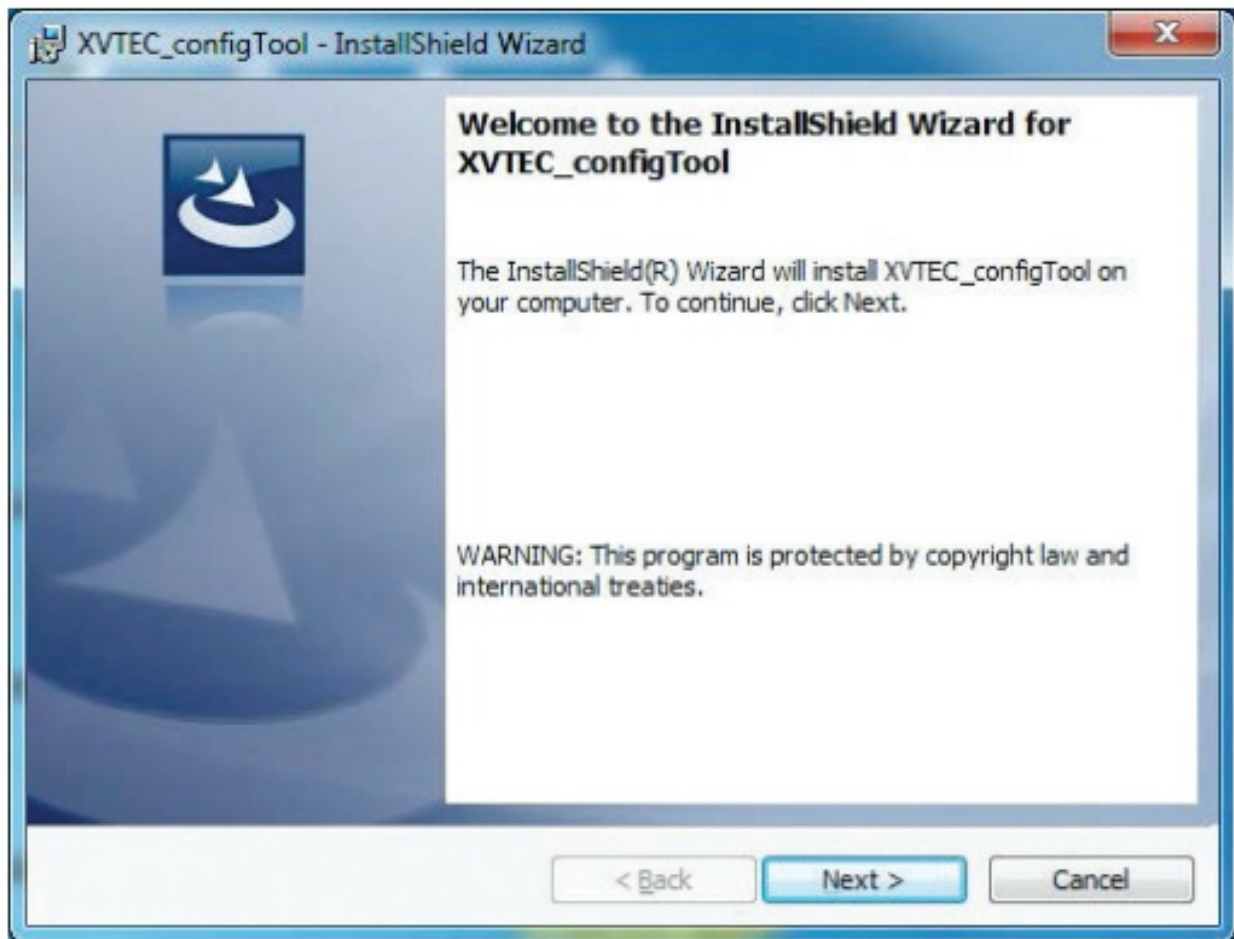 XVTEC_configTool - InstallShield Wizard
Welcome to the InstallShield Wizard for
XVTEC_configTool
The InstallShield(R) Wizard will install XVTEC_configTool on
your computer. To continue, click Next.
WARNING: This program is protected by copyright law and
international treaties.
< Back
Next >
Cancel